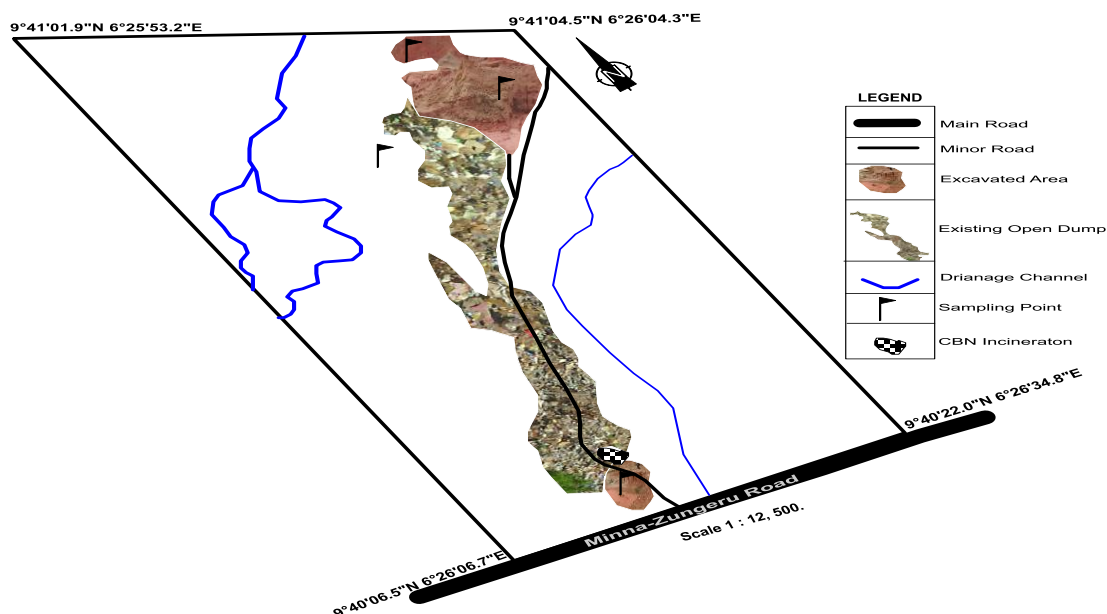 9°41'01.9"N 6°25'53.2"E
9°41'04.5"N 6°26'04.3"E
N
LEGEND
Main Road
Minor Road
Excavated Area
Existing Open Dump
Drianage Channel
Sampling Point
CBN Incineraton
9°40'22.0"N 6°26'34.8"E
Minna-Zungeru Road
Scale 1 : 12, 500.
9°40'06.5"N 6°26'06.7"E